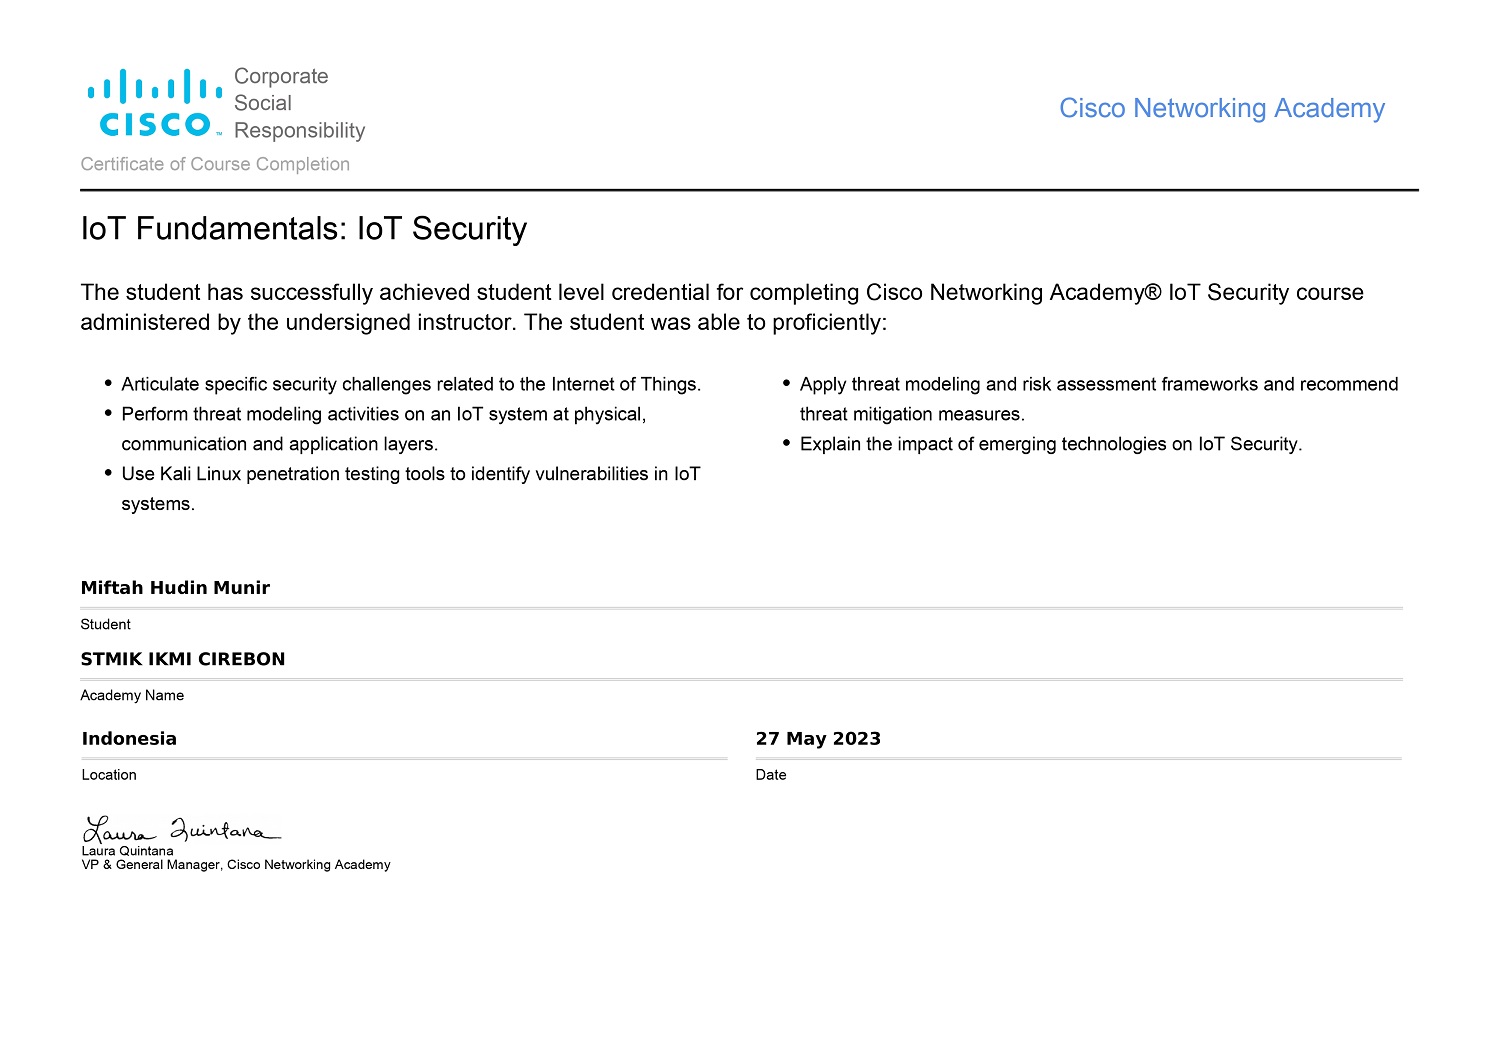 Corporate
Social
Responsibility
CISCO™
Cisco Networking Academy
Certificate of Course Completion
IoT Fundamentals: IoT Security
The student has successfully achieved student level credential for completing Cisco Networking Academy® IoT Security course
administered by the undersigned instructor. The student was able to proficiently:
• Articulate specific security challenges related to the Internet of Things.
• Perform threat modeling activities on an IoT system at physical,
communication and application layers.
• Use Kali Linux penetration testing tools to identify vulnerabilities in IoT
systems.
• Apply threat modeling and risk assessment frameworks and recommend
threat mitigation measures.
• Explain the impact of emerging technologies on IoT Security.
Miftah Hudin Munir
Student
STMIK IKMI CIREBON
Academy Name
Indonesia
Location
27 May 2023
Date
Laura Quintana
Laura Quintana
VP & General Manager, Cisco Networking Academy